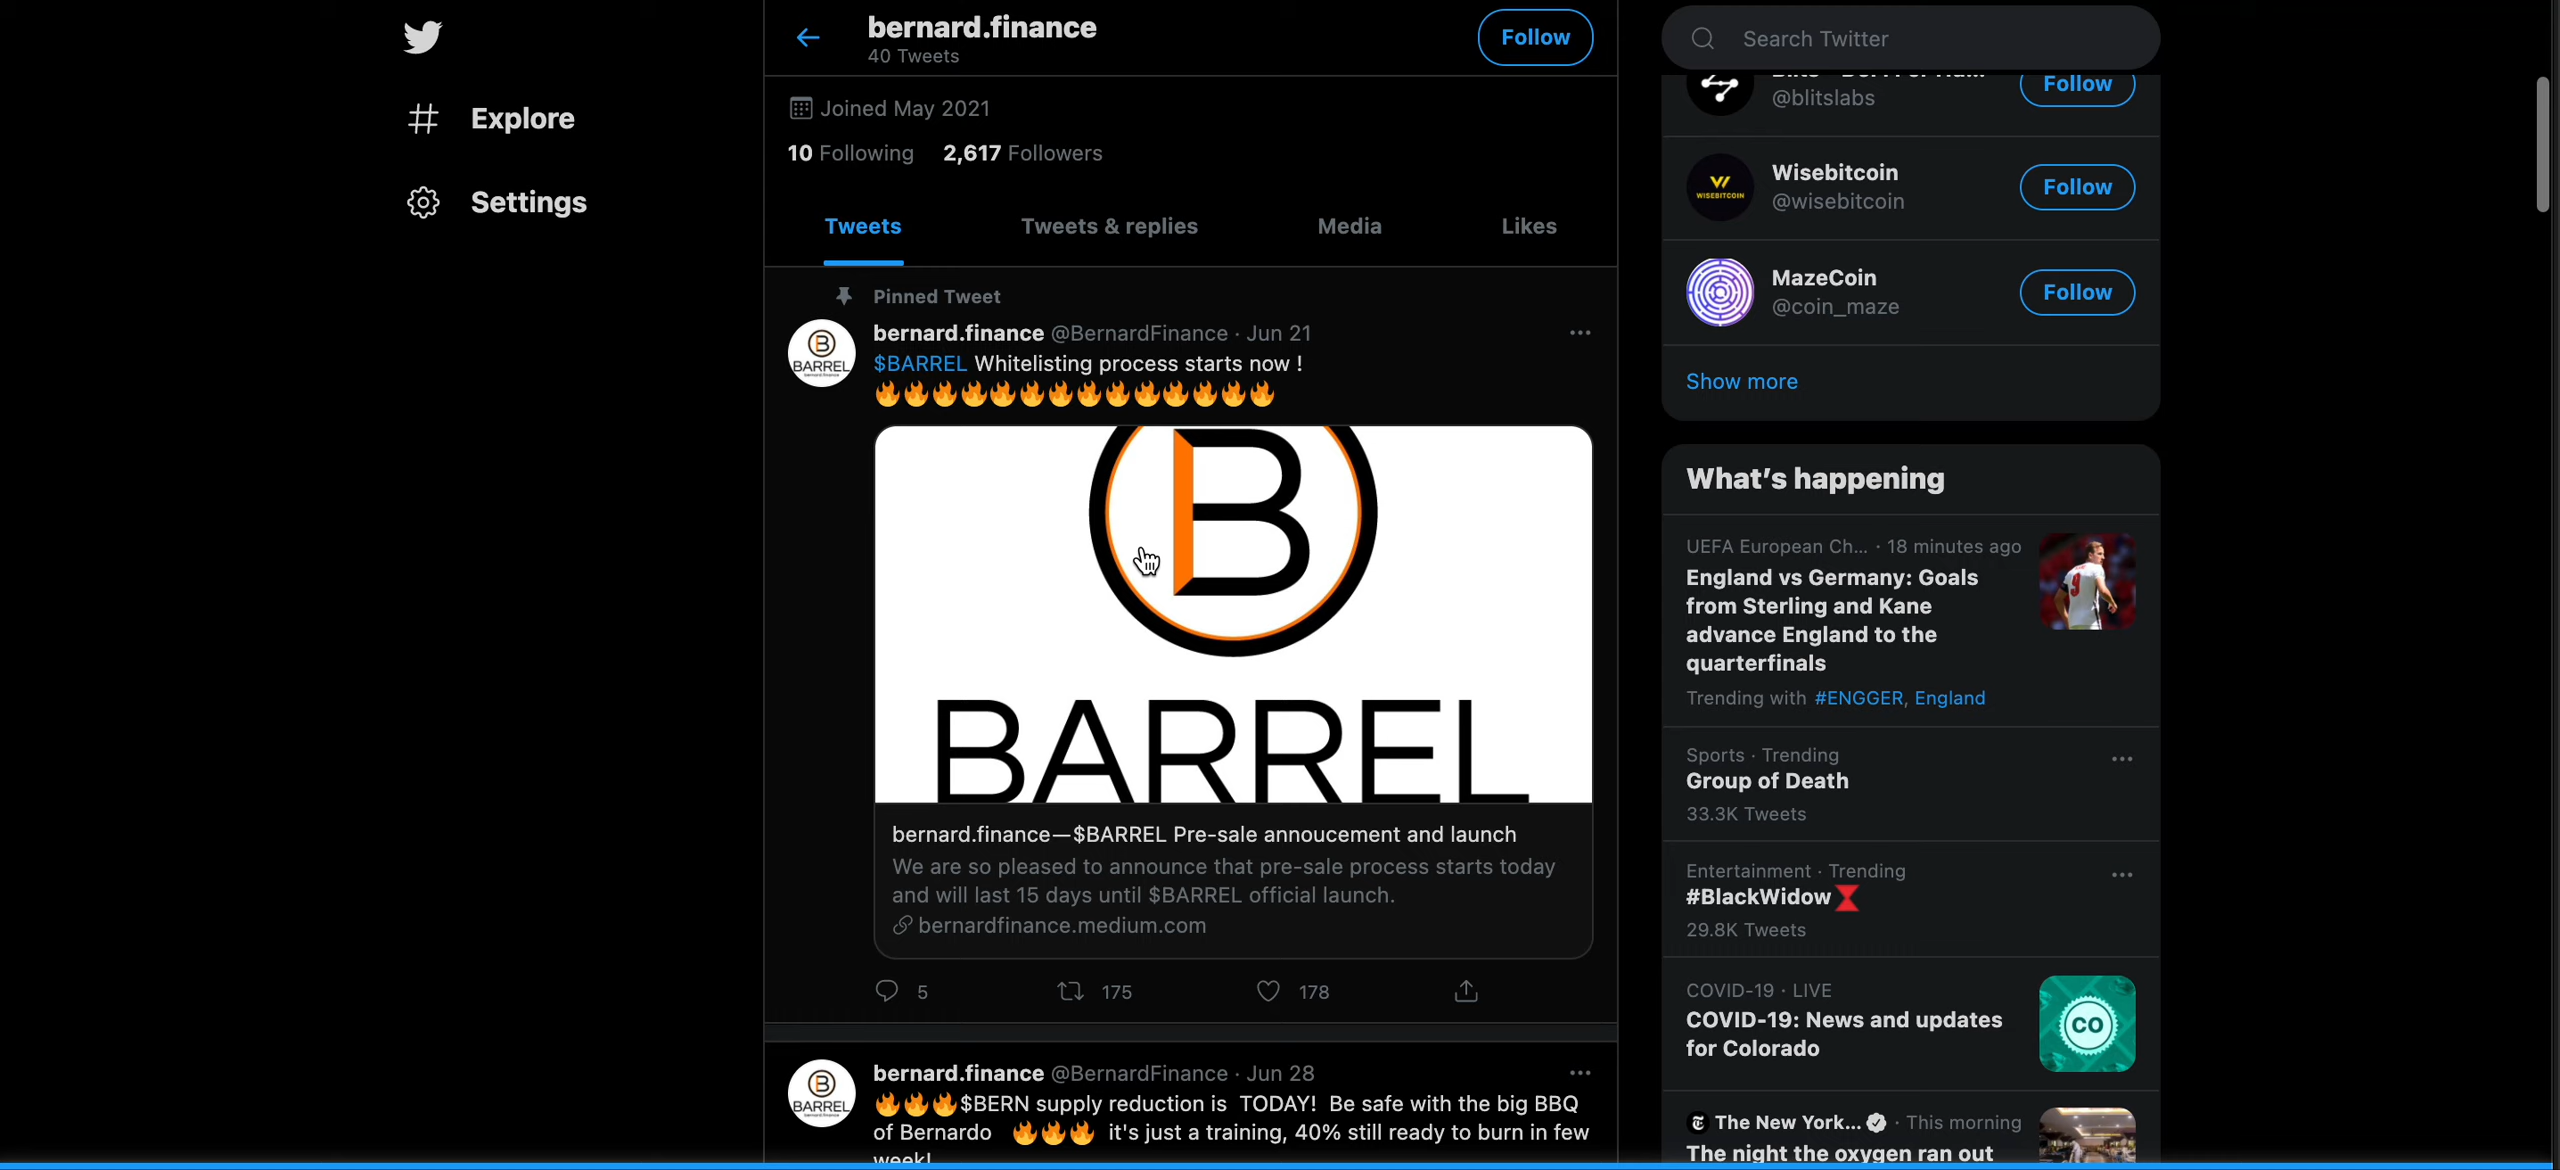 Explore
Settings
bernard.finance
40 Tweets
Follow
Joined May 2021
10 Following 2,617 Followers
Tweets Tweets & replies Media Likes
Pinned Tweet
bernard.finance @BernardFinance · Jun 21
$BARREL Whitelisting process starts now !
🔥🔥🔥🔥🔥🔥🔥🔥🔥🔥🔥🔥🔥🔥
BARREL
B
BARREL
bernard.finance—$BARREL Pre-sale annoucement and launch
We are so pleased to announce that pre-sale process starts today
and will last 15 days until $BARREL official launch.
bernardfinance.medium.com
5 175 178
bernard.finance @BernardFinance · Jun 28
BARREL
🔥🔥🔥$BERN supply reduction is TODAY! Be safe with the big BBQ
of Bernardo 🔥🔥🔥 it's just a training, 40% still ready to burn in few
week!
Search Twitter
@blitslabs
Follow
WISEBITCOIN
Wisebitcoin
@wisebitcoin
Follow
MazeCoin
@coin_maze
Follow
Show more
What's happening
UEFA European Ch... · 18 minutes ago
England vs Germany: Goals
from Sterling and Kane
advance England to the
quarterfinals
Trending with #ENGGER, England
Sports · Trending
Group of Death
33.3K Tweets
Entertainment · Trending
#BlackWidow
29.8K Tweets
COVID-19 · LIVE
COVID-19: News and updates
for Colorado
CO
The New York... · This morning
The night the oxygen ran out